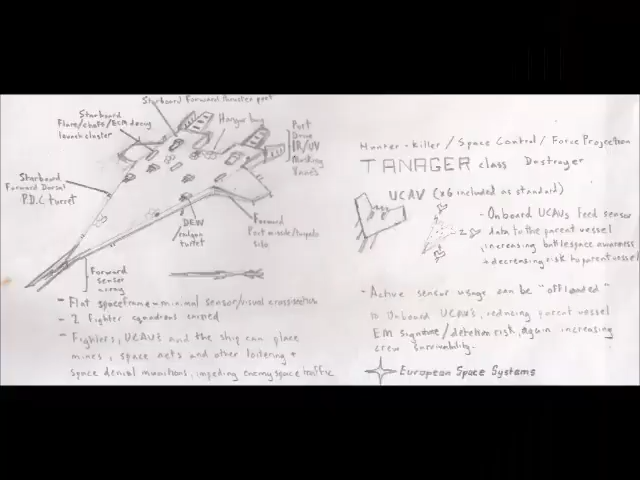 Starboard Forward thruster port
Starboard
Flare/chaff/ECM decoy
launch cluster
Hangar bay
Port
Drive
IR/UV
Masking
Vanes
Starboard
Forward Dorsal
P.D.C turret
DEW/
railgun
turret
Forward
Port missile/torpedo
silo
Forward
sensor
array
- Flat spaceframe = minimal sensor/visual cross-section
- 2 Fighter squadrons carried
- Fighters, UCAVs and the ship can place
mines, space nets and other loitering +
space denial munitions, impeding enemy space traffic
Hunter-Killer/Space Control/Force Projection
TANAGER class Destroyer
UCAV (x6 included as standard)
- Onboard UCAVs feed sensor
data to the parent vessel
increasing battlespace awareness
+ decreasing risk to parent vessel
- Active sensor usage can be "offloaded"
to Onboard UCAV's, reducing parent vessel
EM signature/detection risk, again increasing
crew survivability.
European Space Systems